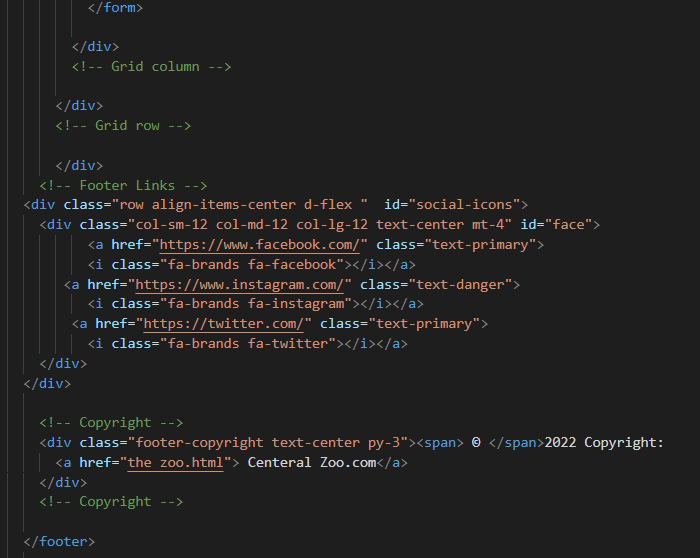 </form>
</div>
<!-- Grid column -->
</div>
<!-- Grid row -->
</div>
<!-- Footer Links -->
<div class="row align-items-center d-flex "  id="social-icons">
<div class="col-sm-12 col-md-12 col-lg-12 text-center mt-4" id="face">
<a href="https://www.facebook.com/" class="text-primary">
<i class="fa-brands fa-facebook"></i></a>
<a href="https://www.instagram.com/" class="text-danger">
<i class="fa-brands fa-instagram"></i></a>
<a href="https://twitter.com/" class="text-primary">
<i class="fa-brands fa-twitter"></i></a>
</div>
</div>
<!-- Copyright -->
<div class="footer-copyright text-center py-3"><span> © </span>2022 Copyright:
<a href="the zoo.html"> Centeral Zoo.com</a>
</div>
<!-- Copyright -->
</footer>